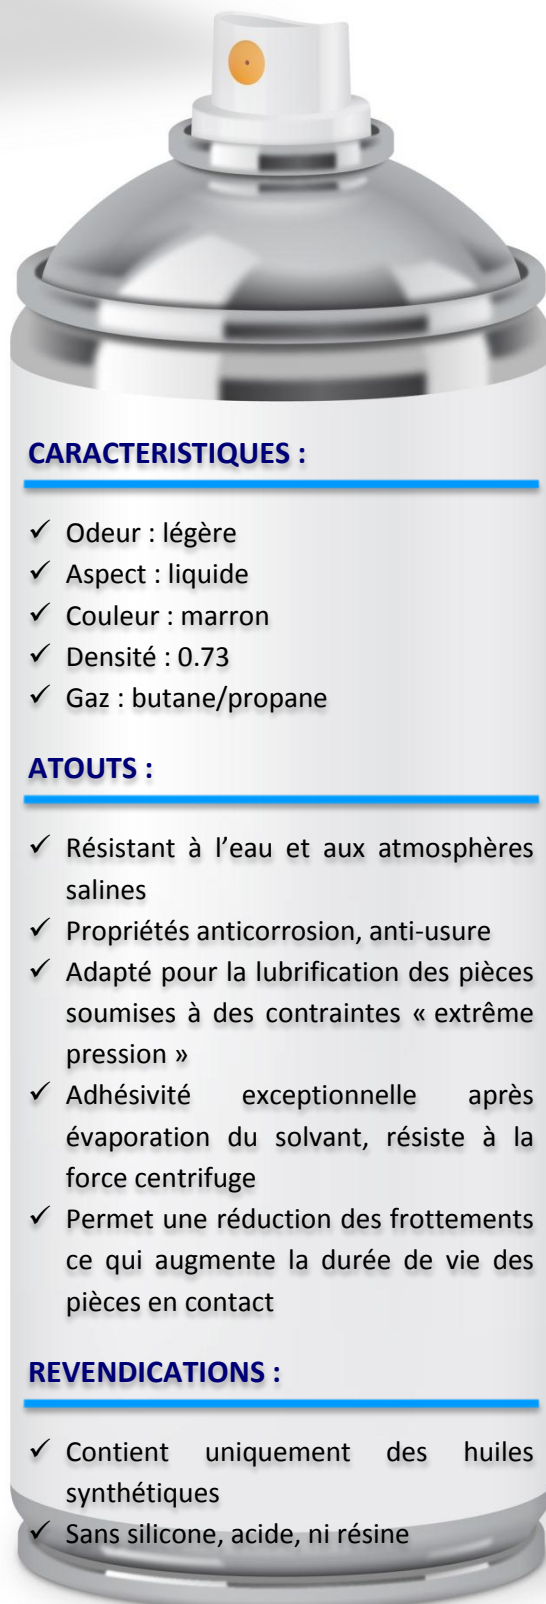 CARACTERISTIQUES :
✓ Odeur : légère
✓ Aspect : liquide
✓ Couleur : marron
✓ Densité : 0.73
✓ Gaz : butane/propane
ATOUTS :
✓ Résistant à l’eau et aux atmosphères
salines
✓ Propriétés anticorrosion, anti-usure
✓ Adapté pour la lubrification des pièces
soumises à des contraintes « extrême
pression »
✓ Adhésivité exceptionnelle après
évaporation du solvant, résiste à la
force centrifuge
✓ Permet une réduction des frottements
ce qui augmente la durée de vie des
pièces en contact
REVENDICATIONS :
✓ Contient uniquement des huiles
synthétiques
✓ Sans silicone, acide, ni résine